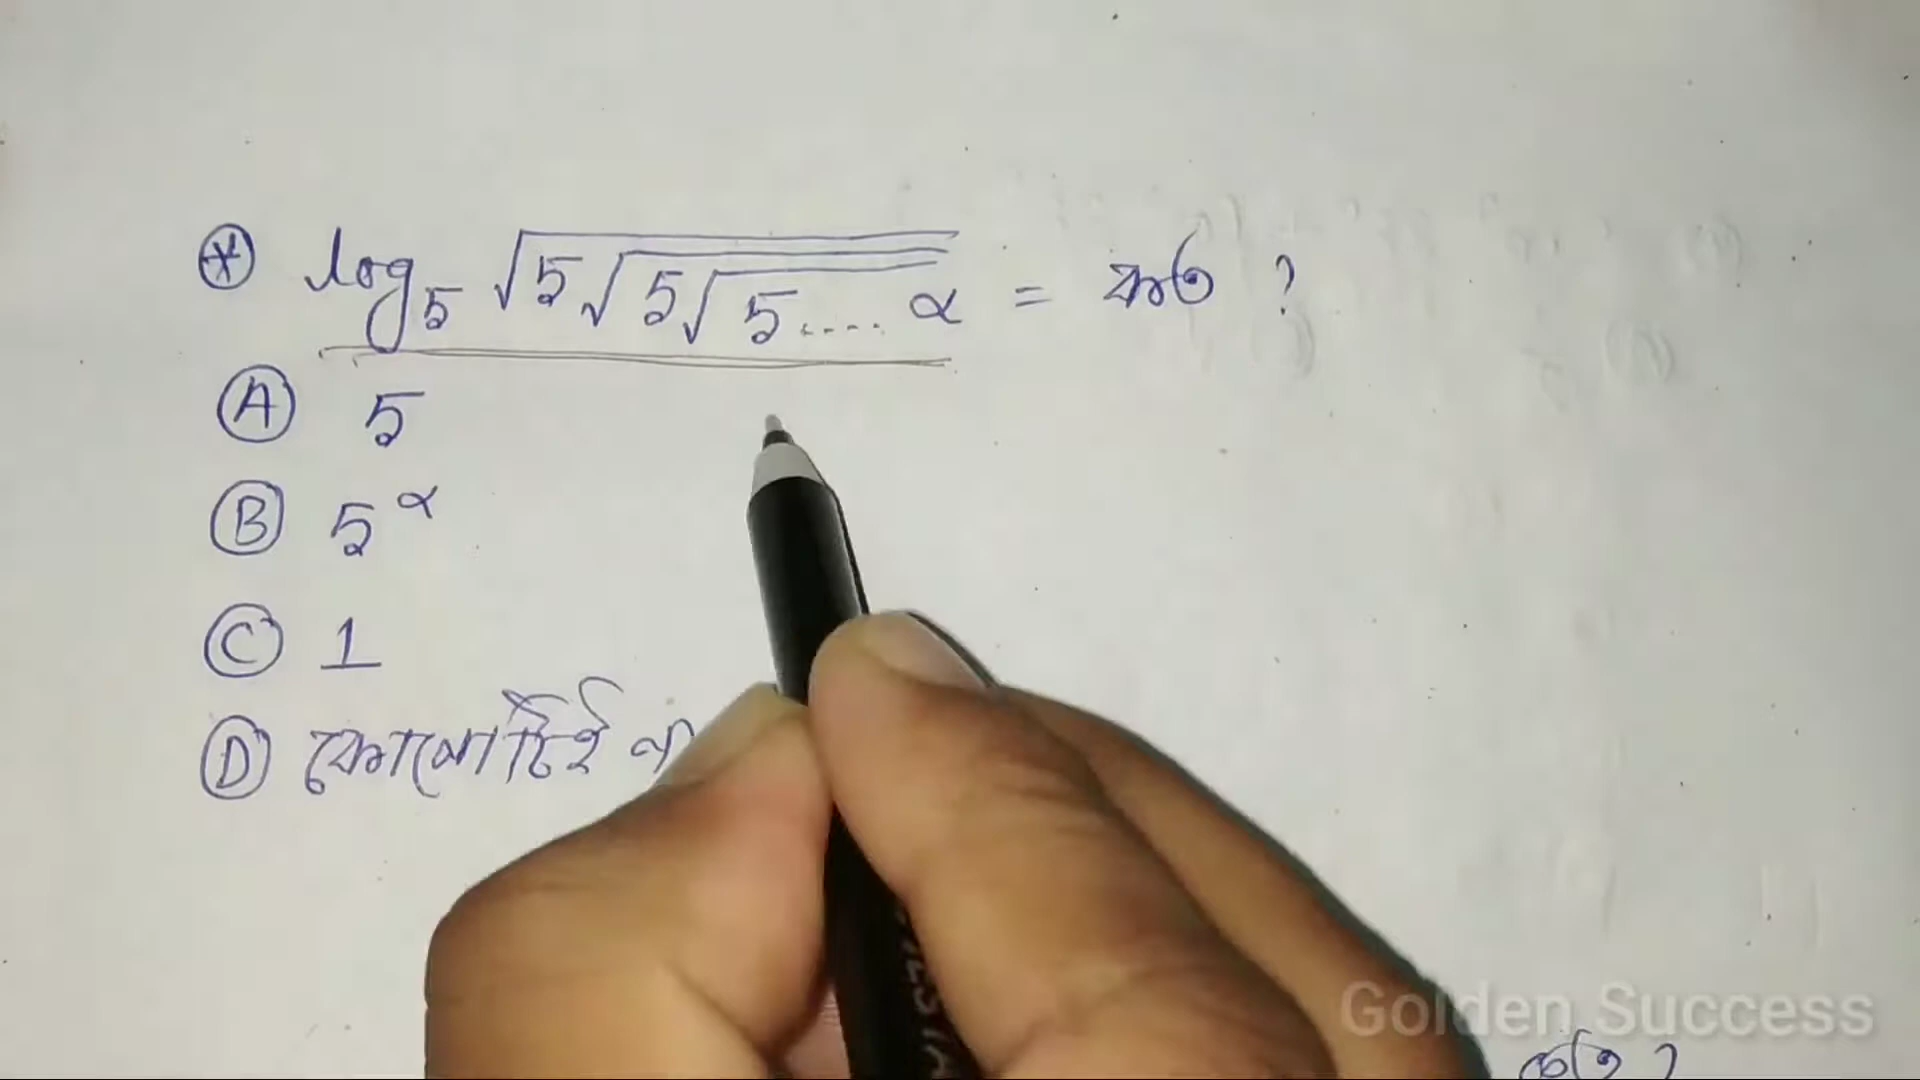 * log₅ √5√5√5.... α = কত ?
A 5
B 5^α
C 1
D কোনোটিই
Golden Success